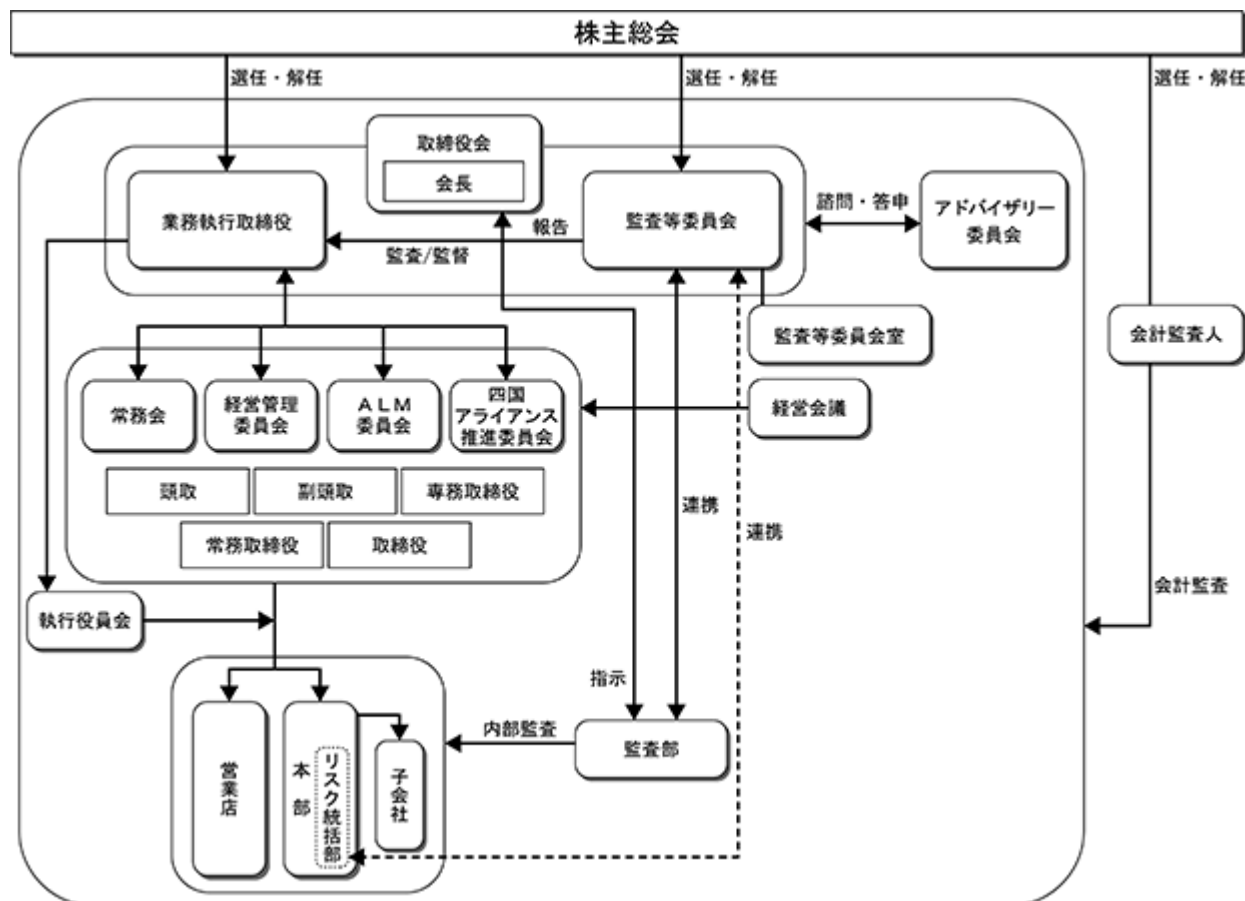 株主総会
選任・解任
選任・解任
選任・解任
取締役会
会長
業務執行取締役
監査等委員会
諮問・答申
アドバイザリー
委員会
報告
監査/監督
監査等委員会室
会計監査人
常務会
経営管理
委員会
ALM
委員会
四国
アライアンス
推進委員会
経営会議
頭取
副頭取
専務取締役
常務取締役
取締役
連携
連携
執行役員会
会計監査
指示
内部監査
監査部
営業店
本部
リスク統括部
子会社